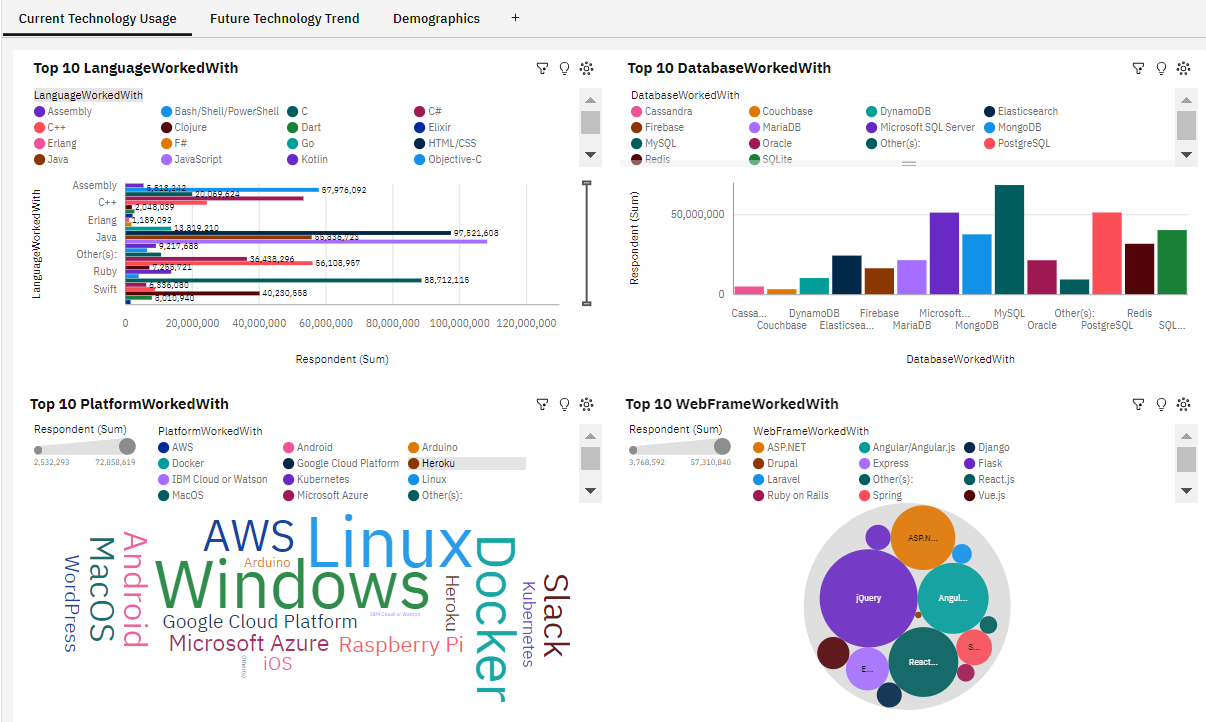 Current Technology Usage Future Technology Trend Demographics +
Top 10 LanguageWorkedWith
LanguageWorkedWith
Assembly Bash/Shell/PowerShell C C#
C++ Clojure Dart Elixir
Erlang F# Go HTML/CSS
Java JavaScript Kotlin Objective-C
LanguageWorkedWith
Assembly
C++
Erlang
Java
Other(s):
Ruby
Swift
57,976,092
20,069,624
2,048,039
1,189,092
13,819,210
97,521,608
55,836,723
9,217,688
36,438,296
56,108,957
7,265,721
88,712,115
6,336,080
40,230,558
8,010,940
0 20,000,000 40,000,000 60,000,000 80,000,000 100,000,000 120,000,000
Respondent (Sum)
Top 10 DatabaseWorkedWith
DatabaseWorkedWith
Cassandra Couchbase DynamoDB Elasticsearch
Firebase MariaDB Microsoft SQL Server MongoDB
MySQL Oracle Other(s): PostgreSQL
Redis SQLite
Respondent (Sum)
50,000,000
0
Cassa... DynamoDB Firebase Microsoft... MySQL Other(s): Redis
Couchbase Elasticsea... MariaDB MongoDB Oracle PostgreSQL SQL...
DatabaseWorkedWith
Top 10 PlatformWorkedWith
Respondent (Sum)
2,532,293 72,858,619
PlatformWorkedWith
AWS Android Arduino
Docker Google Cloud Platform Heroku
IBM Cloud or Watson Kubernetes Linux
MacOS Microsoft Azure Other(s):
WordPress
MacOS
Android
AWS
Linux
Arduino
Windows
IBM Cloud or Watson
Google Cloud Platform
Microsoft Azure
Raspberry Pi
Other(s):
iOS
Heroku
Docker
Kubernetes
Slack
Top 10 WebFrameWorkedWith
Respondent (Sum)
3,768,592 57,310,840
WebFrameWorkedWith
ASP.NET Angular/Angular.js Django
Drupal Express Flask
Laravel Other(s): React.js
Ruby on Rails Spring Vue.js
ASP.N...
jQuery
Angul...
S...
E...
React...